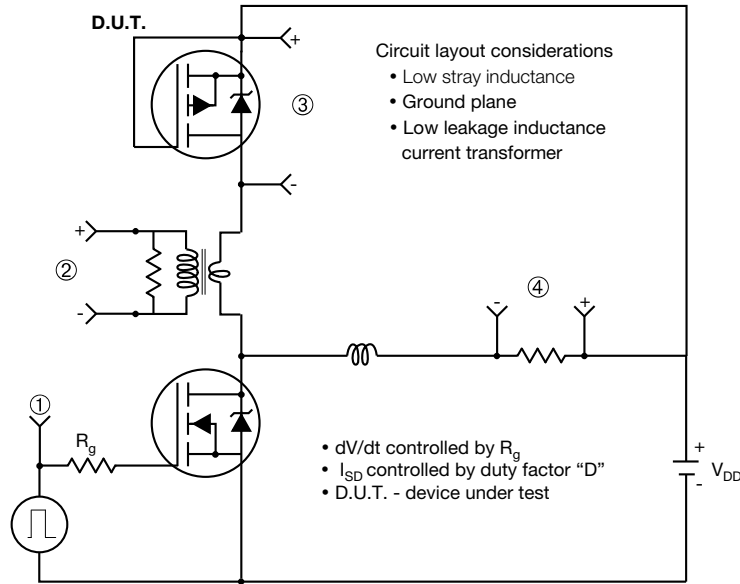 D.U.T.
+
Circuit layout considerations
• Low stray inductance
• Ground plane
• Low leakage inductance
current transformer
③
-
+
②
-
④
- +
①
R_g
• dV/dt controlled by R_g
• I_SD controlled by duty factor “D”
• D.U.T. - device under test
+
V_DD
-